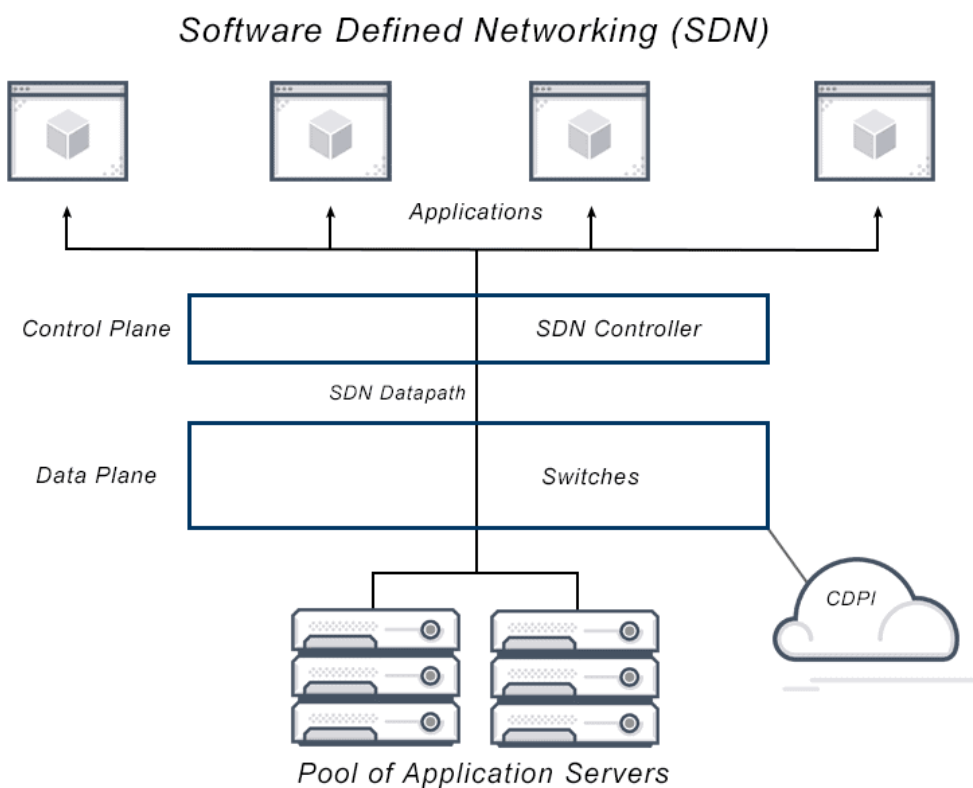 Software Defined Networking (SDN)
Applications
Control Plane
SDN Controller
SDN Datapath
Data Plane
Switches
CDPI
Pool of Application Servers